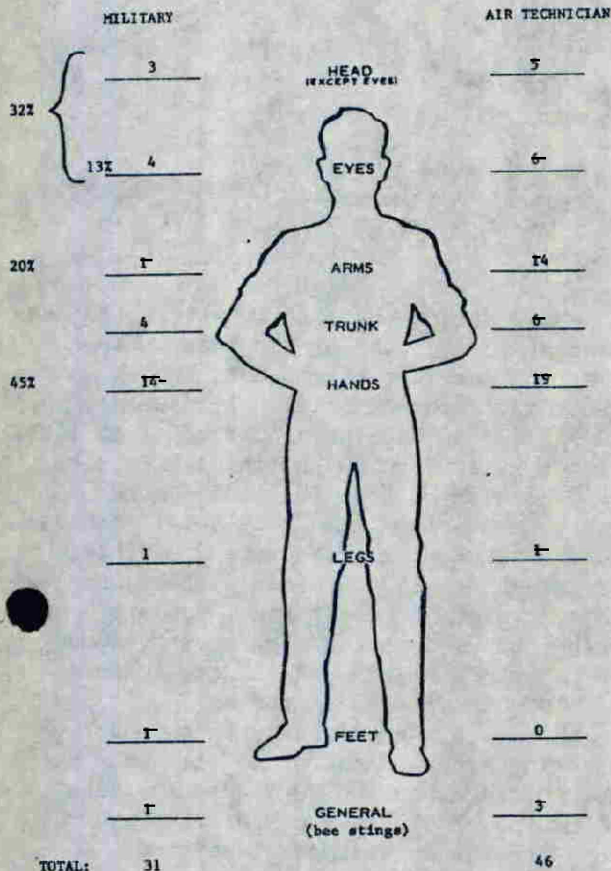 MILITARY AIR TECHNICIAN
3 HEAD 5
(EXCEPT EYES)
32%
13% 4 EYES 6
20% 1 ARMS 14
4 TRUNK 6
45% 14 HANDS
1 LEGS 1
1 FEET 0
1 GENERAL 3
(bee stings)
TOTAL: 31 46